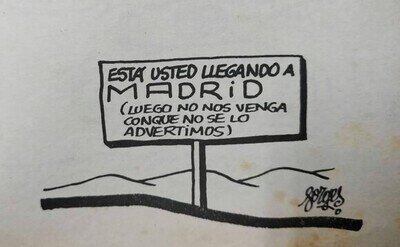 ESTÁ USTED LLEGANDO A
MADRiD
(LUEGO NO NOS VENGA
CONQUE NO SE LO
ADVERTIMOS)
forges